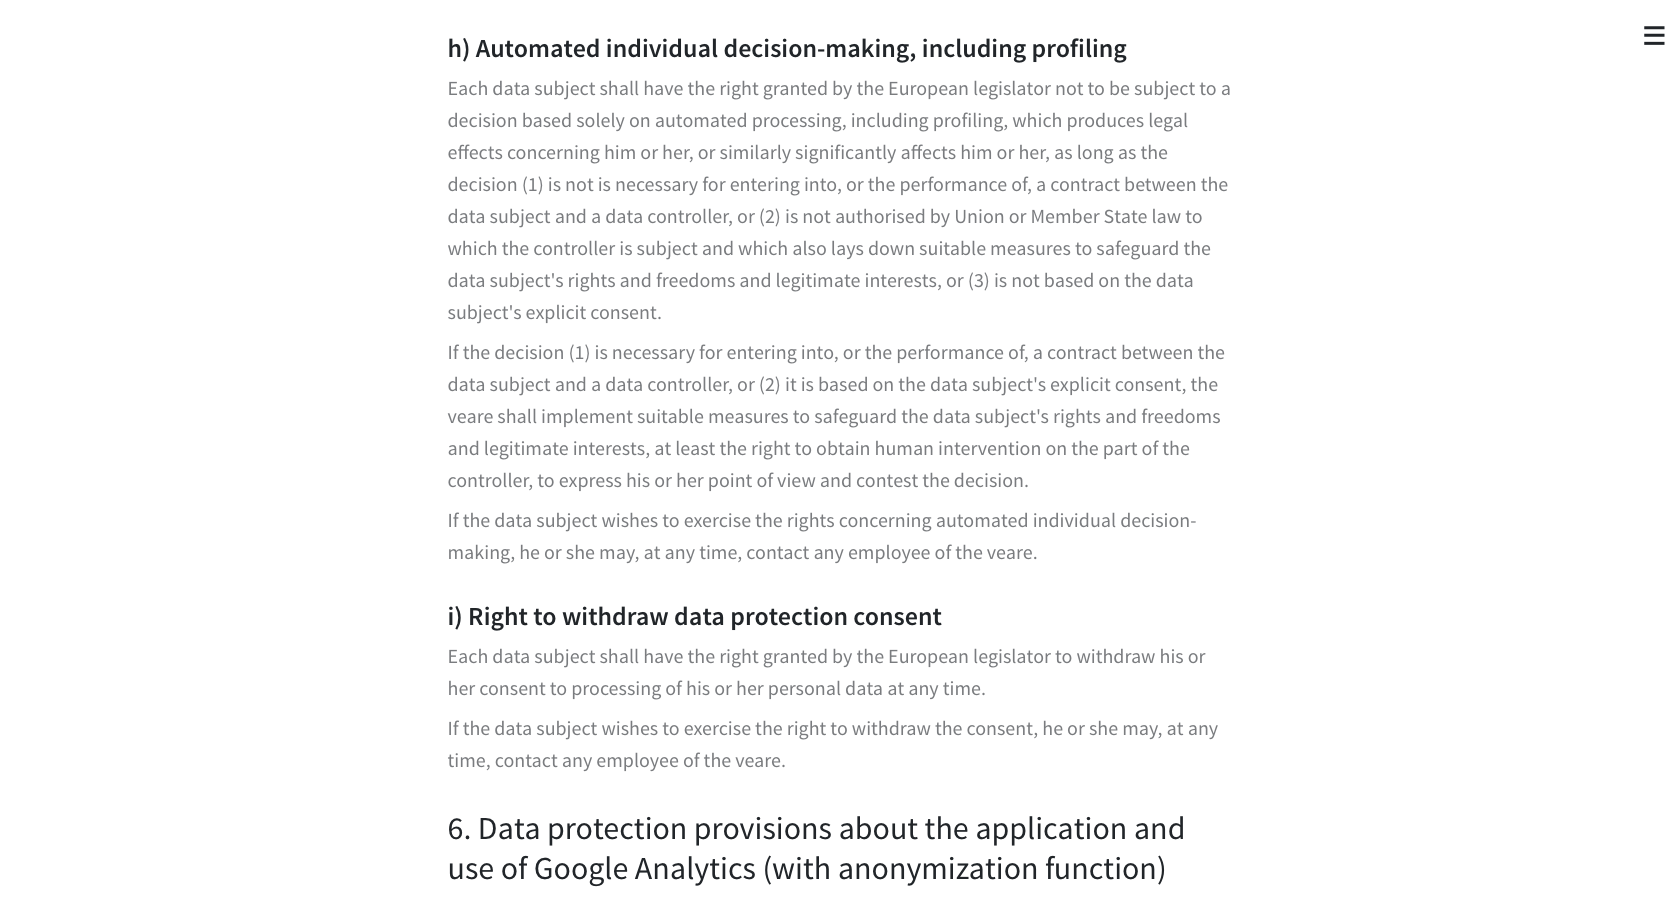 h) Automated individual decision-making, including profiling
Each data subject shall have the right granted by the European legislator not to be subject to a
decision based solely on automated processing, including profiling, which produces legal
effects concerning him or her, or similarly significantly affects him or her, as long as the
decision (1) is not is necessary for entering into, or the performance of, a contract between the
data subject and a data controller, or (2) is not authorised by Union or Member State law to
which the controller is subject and which also lays down suitable measures to safeguard the
data subject's rights and freedoms and legitimate interests, or (3) is not based on the data
subject's explicit consent.
If the decision (1) is necessary for entering into, or the performance of, a contract between the
data subject and a data controller, or (2) it is based on the data subject's explicit consent, the
veare shall implement suitable measures to safeguard the data subject's rights and freedoms
and legitimate interests, at least the right to obtain human intervention on the part of the
controller, to express his or her point of view and contest the decision.
If the data subject wishes to exercise the rights concerning automated individual decision-
making, he or she may, at any time, contact any employee of the veare.
i) Right to withdraw data protection consent
Each data subject shall have the right granted by the European legislator to withdraw his or
her consent to processing of his or her personal data at any time.
If the data subject wishes to exercise the right to withdraw the consent, he or she may, at any
time, contact any employee of the veare.
6. Data protection provisions about the application and
use of Google Analytics (with anonymization function)